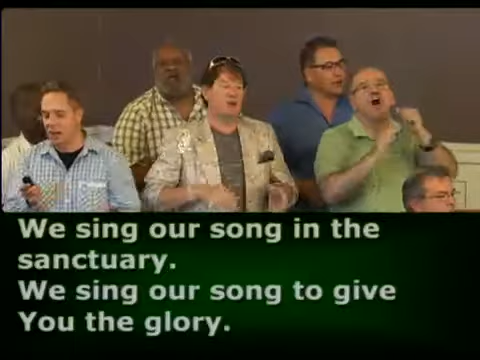 We sing our song in the
sanctuary.
We sing our song to give
You the glory.